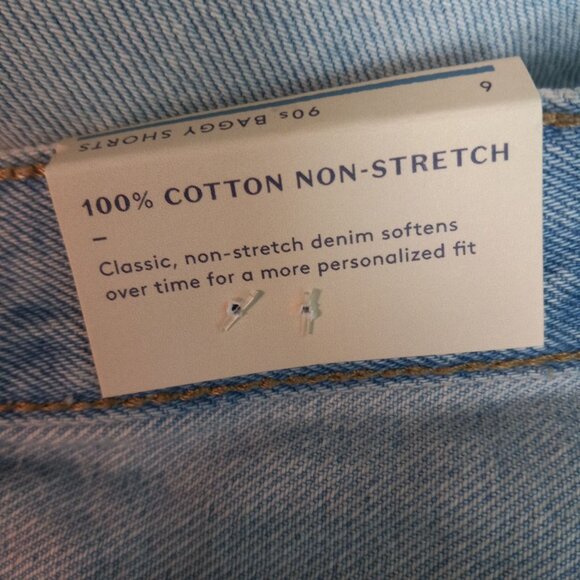 90s BAGGY SHORTS
6
100% COTTON NON-STRETCH
–
Classic, non-stretch denim softens
over time for a more personalized fit